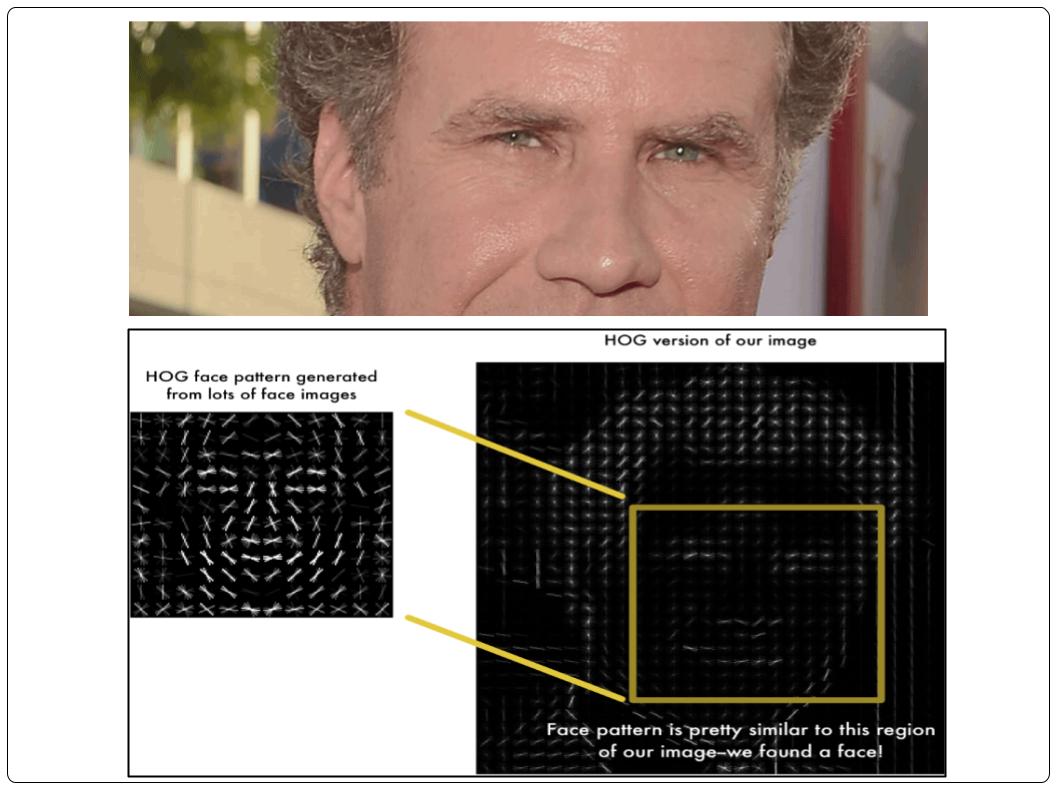 HOG version of our image
HOG face pattern generated
from lots of face images
Face pattern is pretty similar to this region
of our image–we found a face!